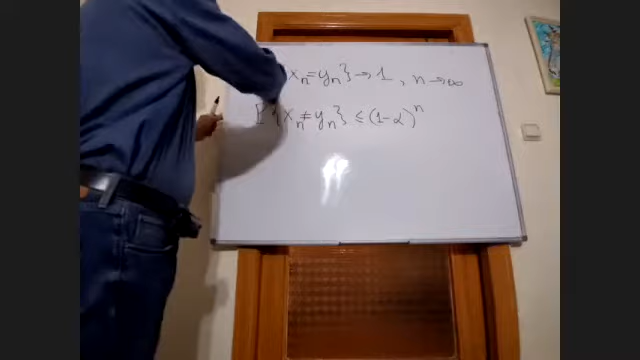 {x_n = y_n} → 1, n → ∞
P{x_n ≠ y_n} ≤ (1-α)^n